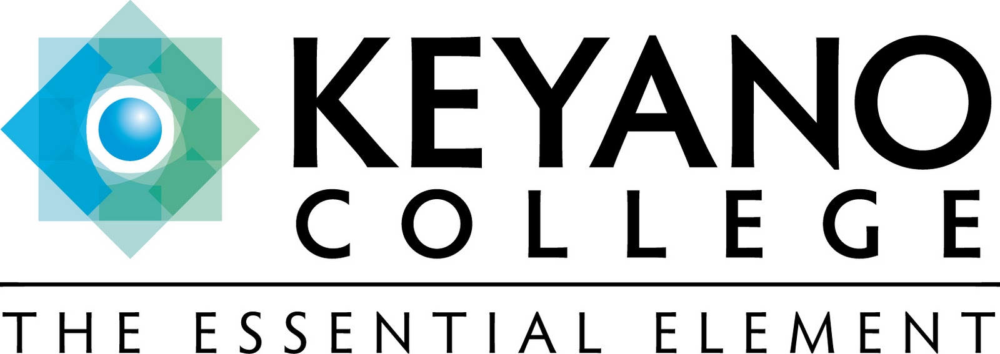 KEYANO
COLLEGE
THE ESSENTIAL ELEMENT